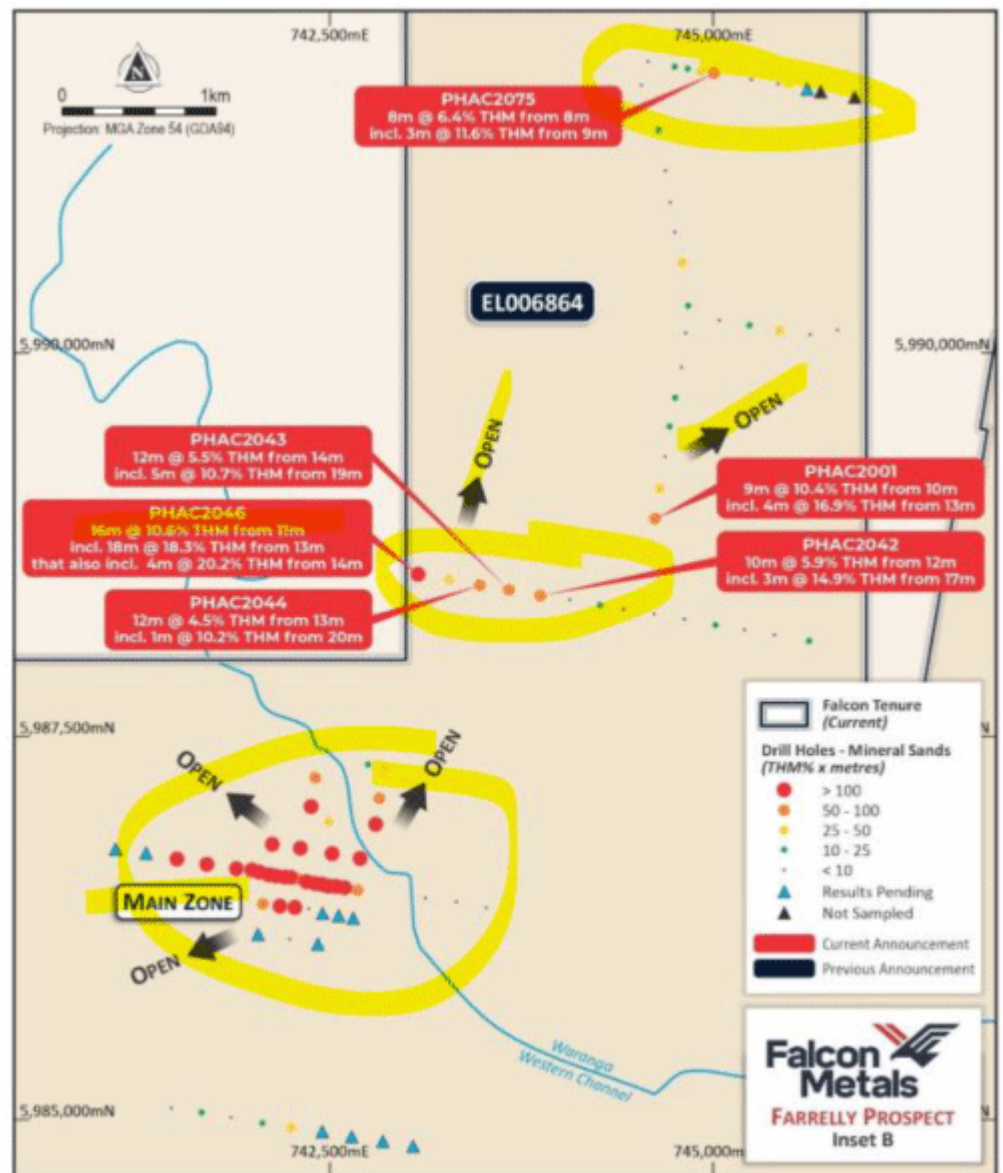 742,500mE
745,000mE
N
0 1km
Projection: MGA Zone 54 (GDA94)
PHAC2075
8m @ 6.4% THM from 8m
incl. 3m @ 11.6% THM from 9m
EL006864
5,990,000mN
5,990,000mN
OPEN
OPEN
PHAC2043
12m @ 5.5% THM from 14m
incl. 5m @ 10.7% THM from 19m
PHAC2001
9m @ 10.4% THM from 10m
incl. 4m @ 16.9% THM from 13m
PHAC2046
16m @ 10.6% THM from 11m
incl. 18m @ 18.3% THM from 13m
that also incl. 4m @ 20.2% THM from 14m
PHAC2042
10m @ 5.9% THM from 12m
incl. 3m @ 14.9% THM from 17m
PHAC2044
12m @ 4.5% THM from 13m
incl. 1m @ 10.2% THM from 20m
5,987,500mN
OPEN
OPEN
MAIN ZONE
OPEN
Falcon Tenure
(Current)
Drill Holes - Mineral Sands
(THM% x metres)
> 100
50 - 100
25 - 50
10 - 25
< 10
Results Pending
Not Sampled
Current Announcement
Previous Announcement
Waranga
Western Channel
Falcon
Metals
FARRELLY PROSPECT
Inset B
5,985,000mN
742,500mE
745,000mE